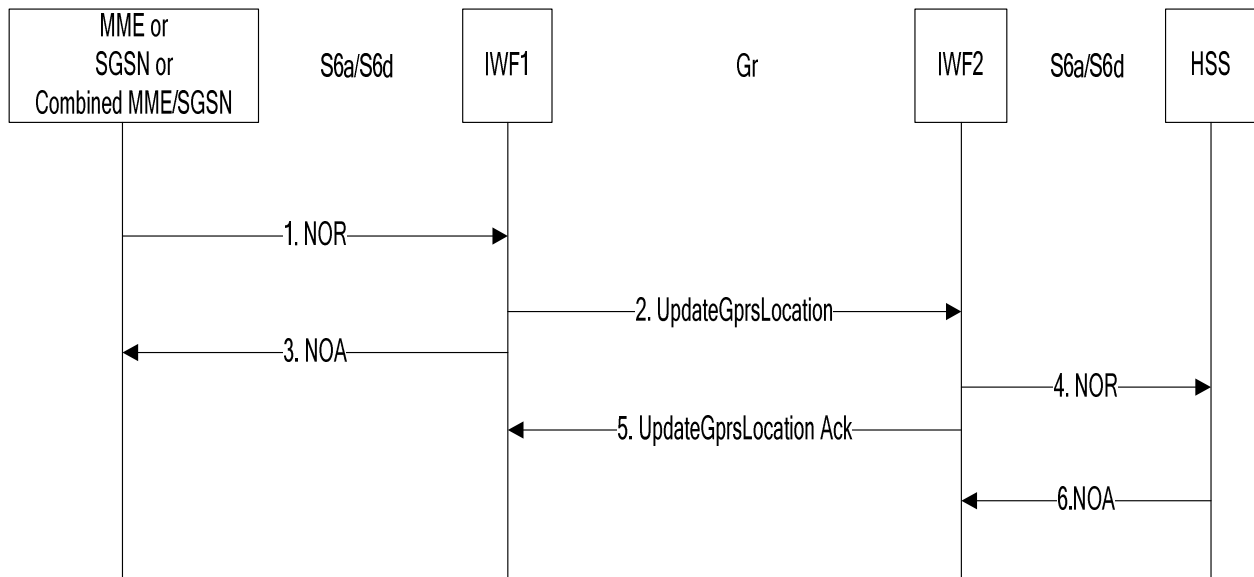 MME or
SGSN or
Combined MME/SGSN
S6a/S6d
IWF1
Gr
IWF2
S6a/S6d
HSS
1. NOR
2. UpdateGprsLocation
3. NOA
4. NOR
5. UpdateGprsLocation Ack
6.NOA